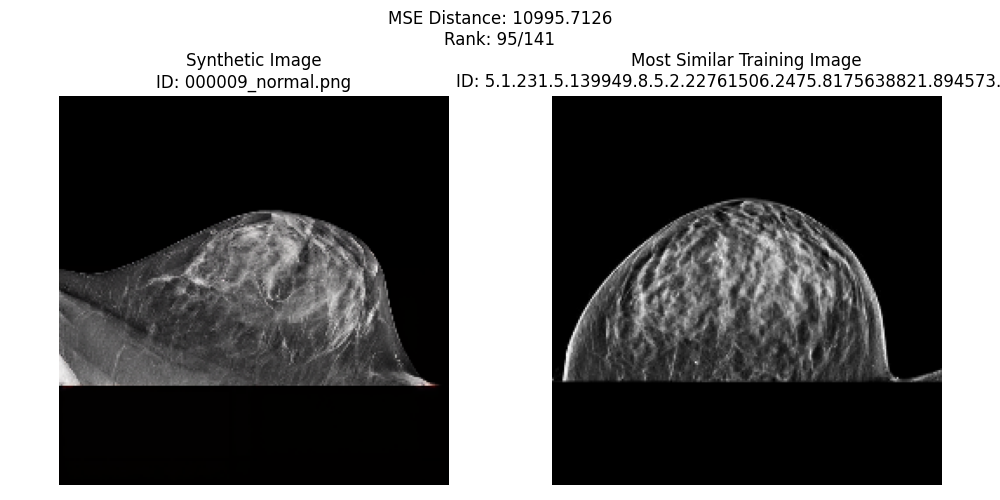 MSE Distance: 10995.7126
Rank: 95/141
Synthetic Image
ID: 000009_normal.png
Most Similar Training Image
ID: 5.1.231.5.139949.8.5.2.22761506.2475.8175638821.894573.